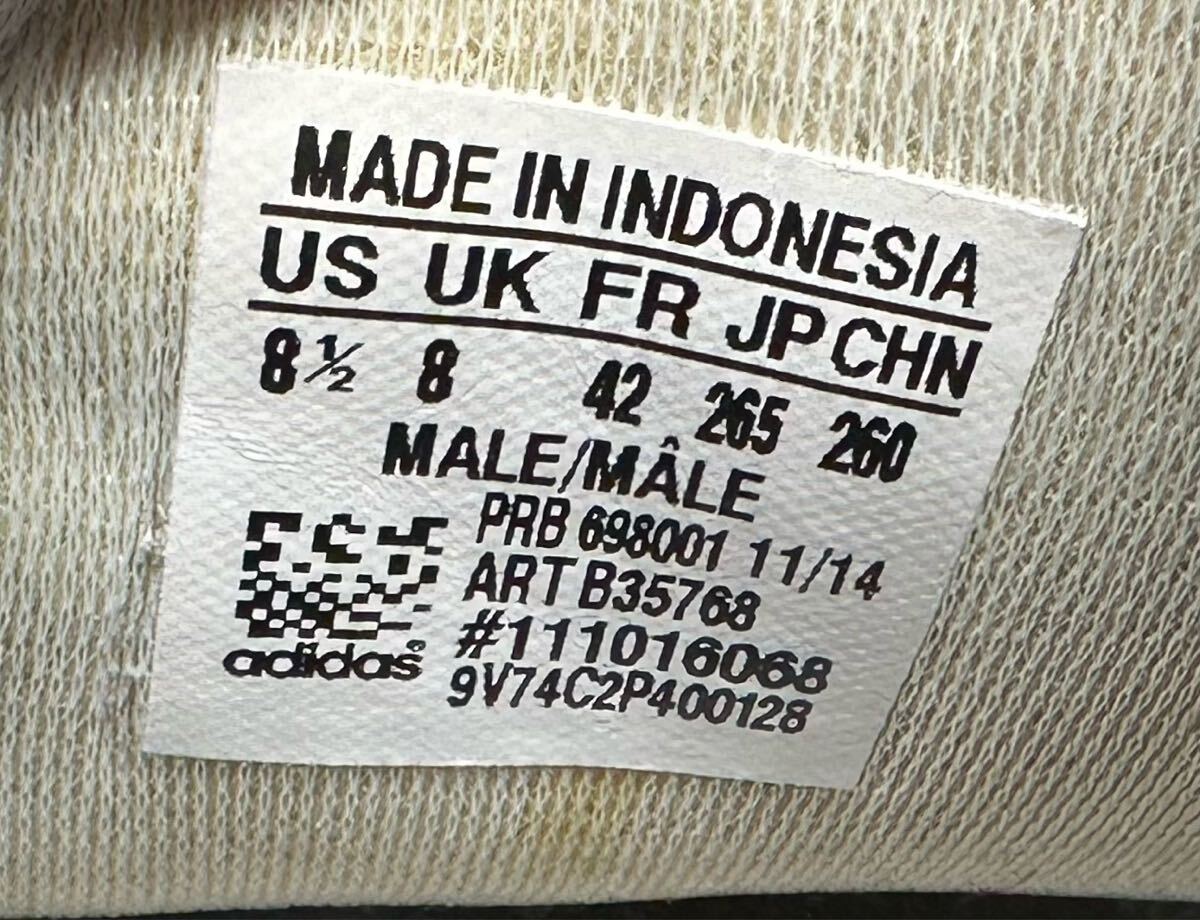 MADE IN INDONESIA
US UK FR JP CHN
8½ 8 42 265 260
MALE/MÂLE
PRB 698001 11/14
ART B35768
#111016068
adidas®
9V74C2P400128